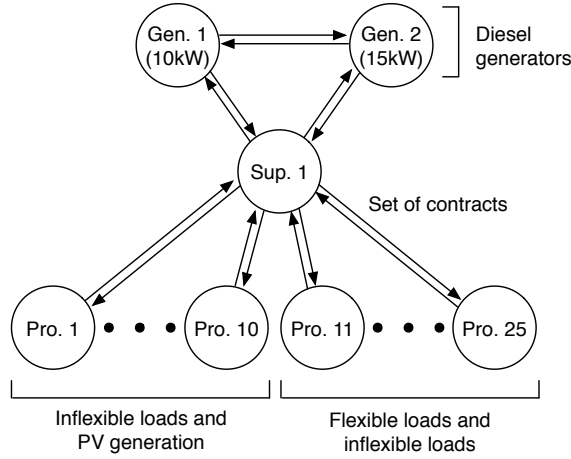 Gen. 1
(10kW)
Gen. 2
(15kW)
Diesel
generators
Sup. 1
Set of contracts
Pro. 1
Pro. 10
Pro. 11
Pro. 25
Inflexible loads and
PV generation
Flexible loads and
inflexible loads